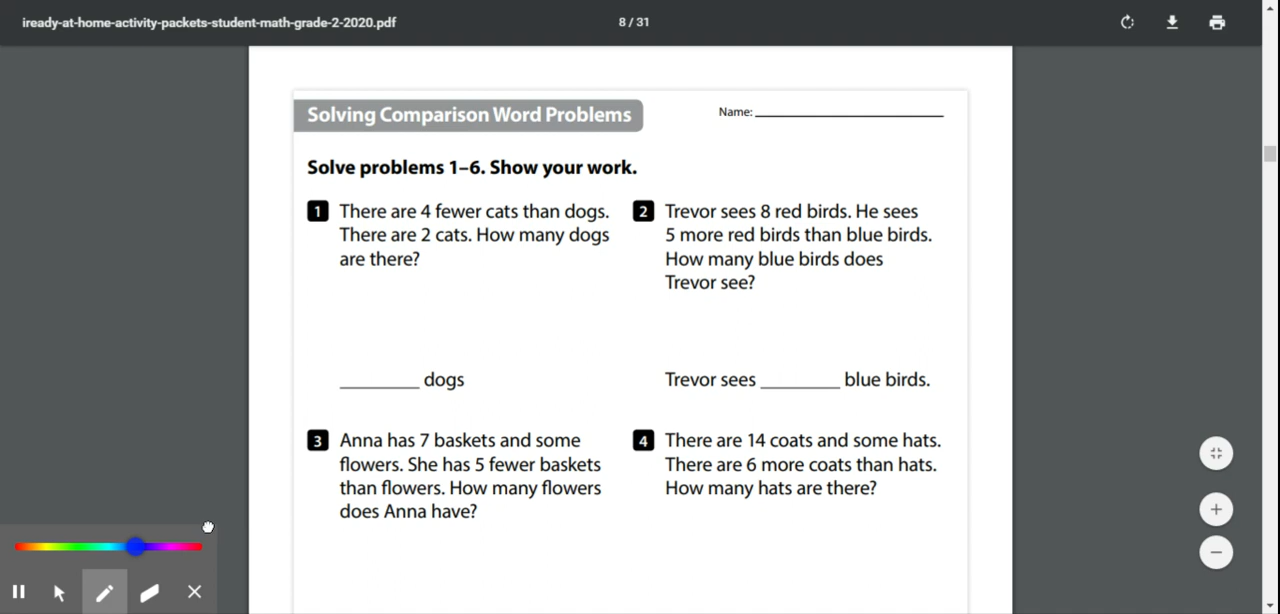 iready-at-home-activity-packets-student-math-grade-2-2020.pdf
8 / 31
Solving Comparison Word Problems
Name:
Solve problems 1–6. Show your work.
1 There are 4 fewer cats than dogs.
There are 2 cats. How many dogs
are there?
dogs
2 Trevor sees 8 red birds. He sees
5 more red birds than blue birds.
How many blue birds does
Trevor see?
Trevor sees ________ blue birds.
3 Anna has 7 baskets and some
flowers. She has 5 fewer baskets
than flowers. How many flowers
does Anna have?
4 There are 14 coats and some hats.
There are 6 more coats than hats.
How many hats are there?